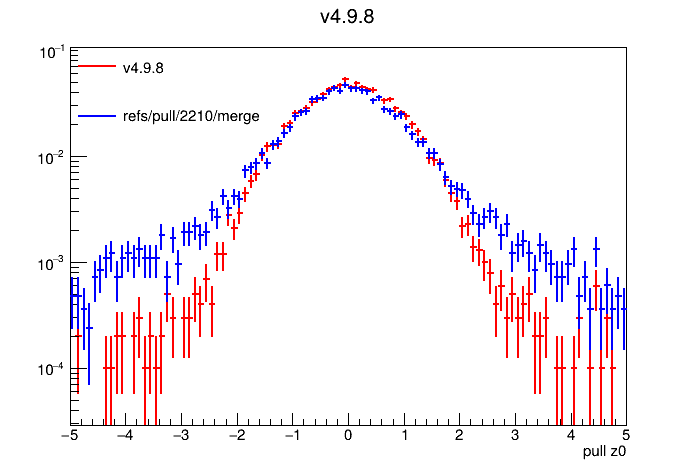 v4.9.8
10⁻¹
v4.9.8
refs/pull/2210/merge
10⁻²
10⁻³
10⁻⁴
−5 −4 −3 −2 −1 0 1 2 3 4 5
pull z0